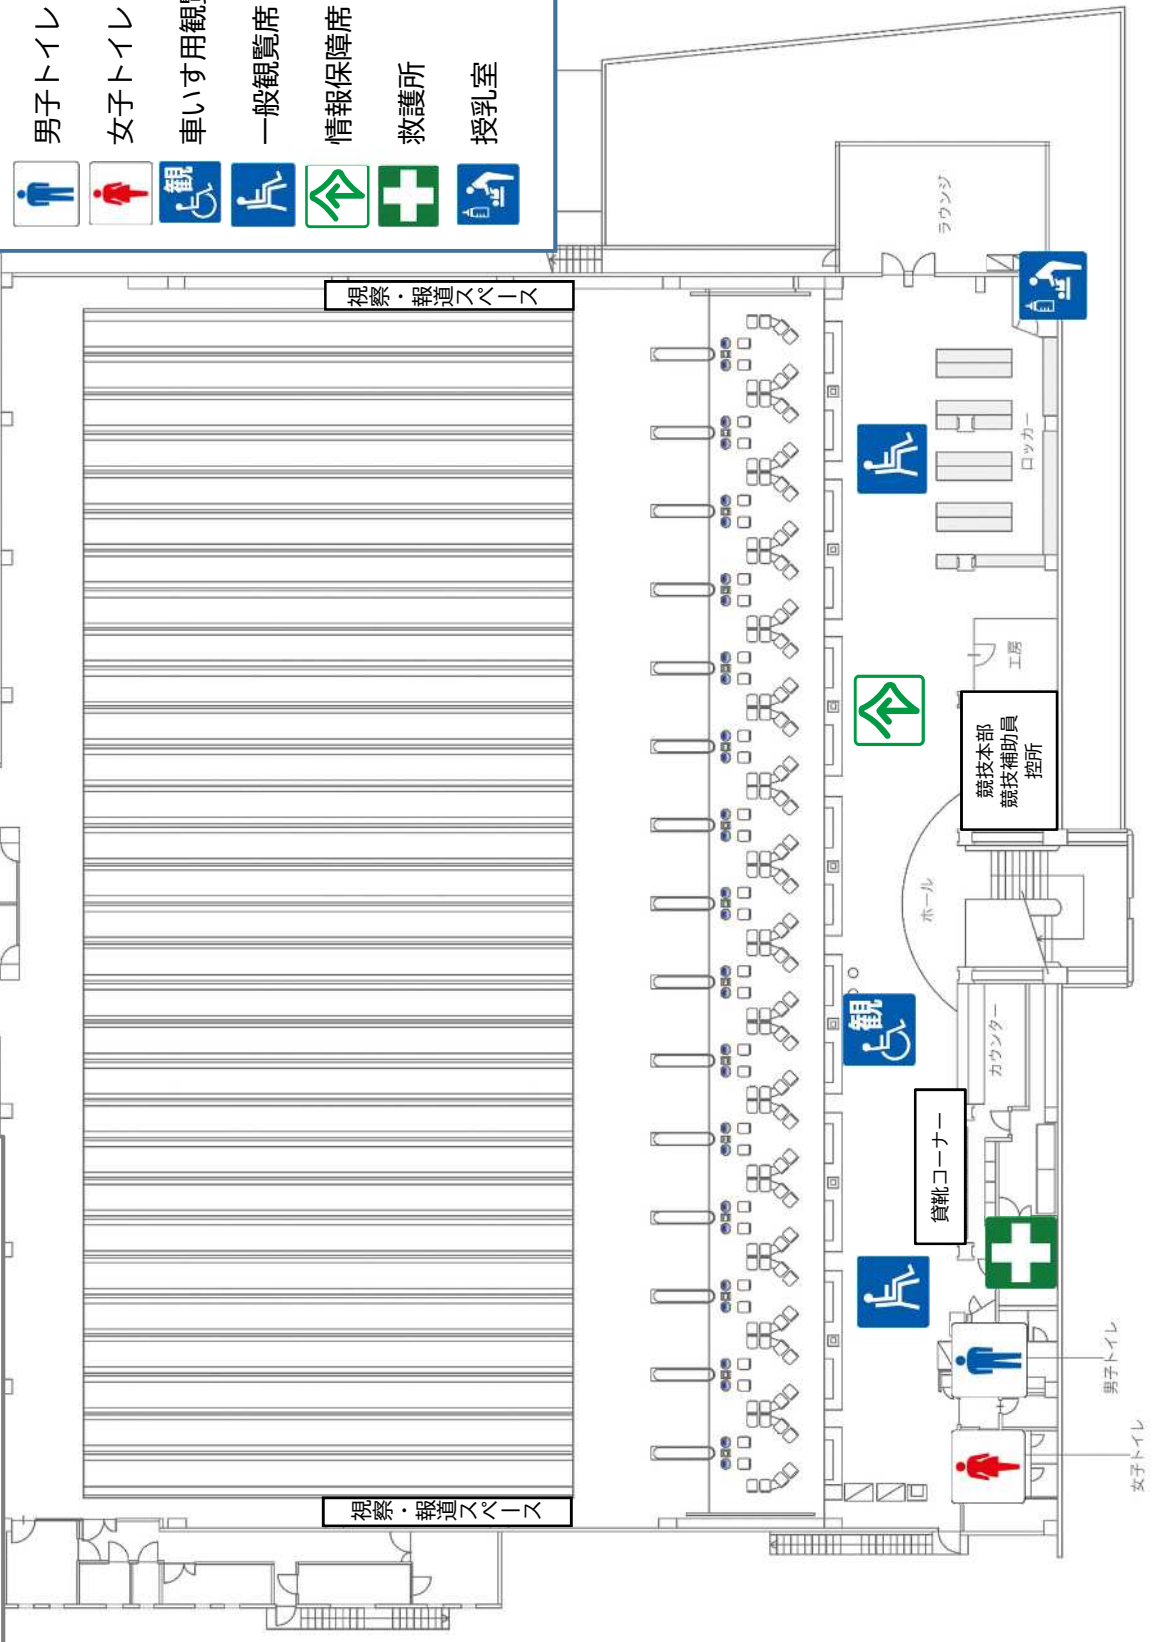 男子トイレ
女子トイレ
車いす用観覧
一般観覧席
情報保障席
救護所
授乳室
視察・報道スペース
ラウンジ
ロッカー
工房
競技本部
競技補助員
控所
ホール
観
カウンター
貸靴コーナー
男子トイレ
女子トイレ
視察・報道スペース
観